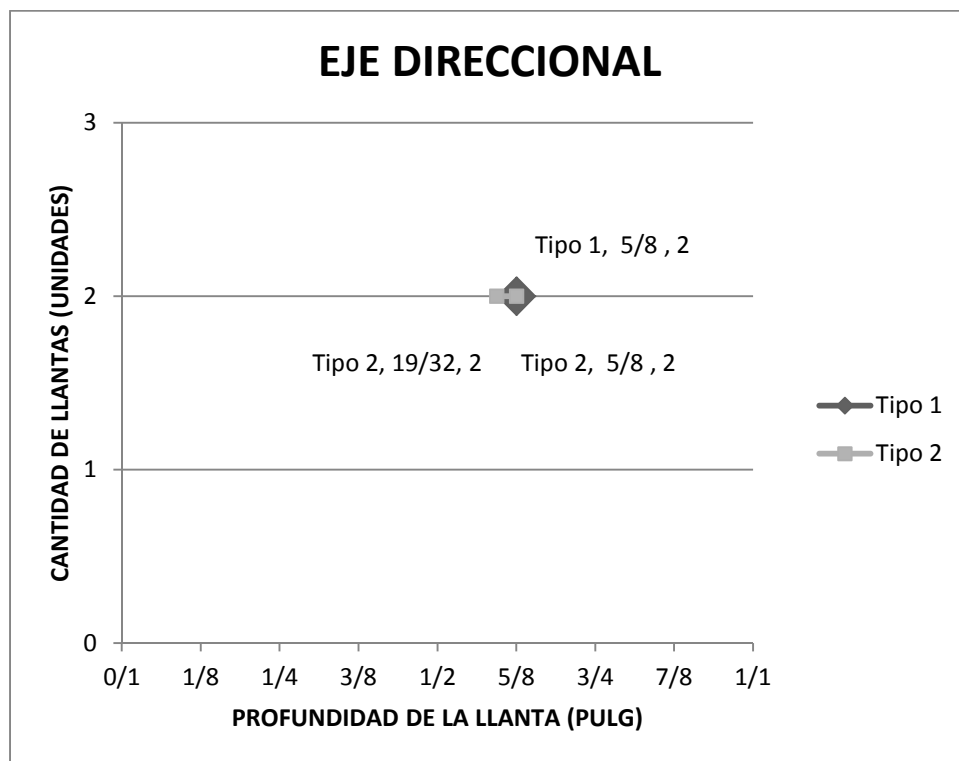 EJE DIRECCIONAL
CANTIDAD DE LLANTAS (UNIDADES)
3
2
1
0
Tipo 1, 5/8 , 2
Tipo 2, 19/32, 2
Tipo 2, 5/8 , 2
Tipo 1
Tipo 2
0/1 1/8 1/4 3/8 1/2 5/8 3/4 7/8 1/1
PROFUNDIDAD DE LA LLANTA (PULG)